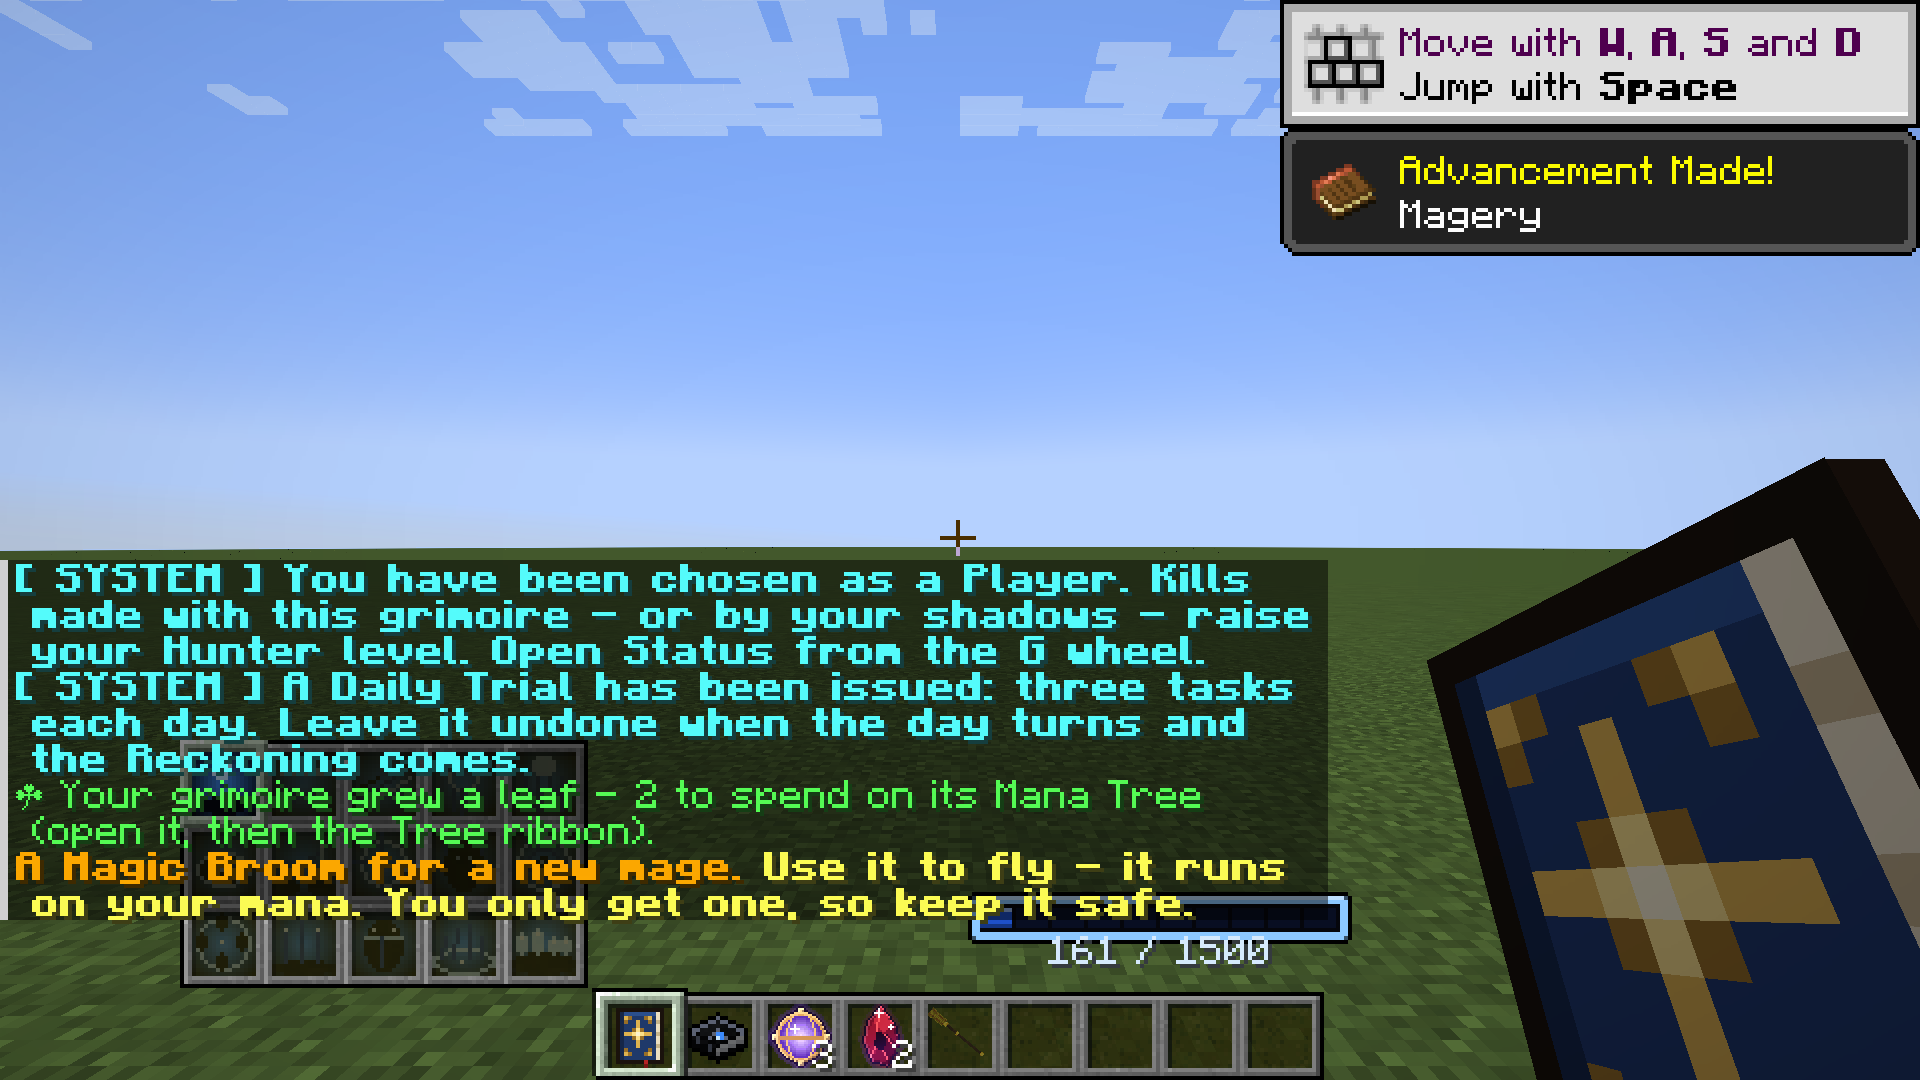 Move with W, A, S and D
Jump with Space
Advancement Made!
Magery
[ SYSTEM ] You have been chosen as a Player. Kills
made with this grimoire - or by your shadows - raise
your Hunter level. Open Status from the G wheel.
[ SYSTEM ] A Daily Trial has been issued: three tasks
each day. Leave it undone when the day turns and
the Reckoning comes.
☘ Your grimoire grew a leaf - 2 to spend on its Mana Tree
(open it, then the Tree ribbon).
A Magic Broom for a new mage. Use it to fly - it runs
on your mana. You only get one, so keep it safe.
161 / 1500
3
2